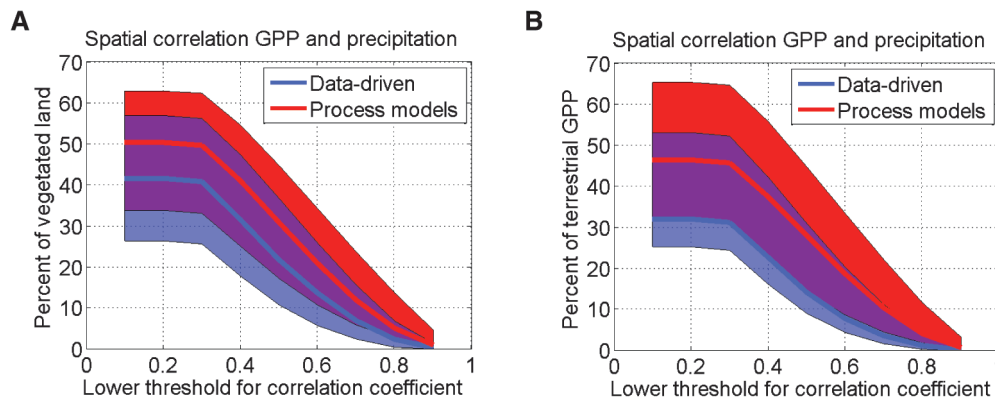 A
Spatial correlation GPP and precipitation
70
60
50
40
30
20
10
0
Percent of vegetated land
Data-driven
Process models
0 0.2 0.4 0.6 0.8 1
Lower threshold for correlation coefficient
B
Spatial correlation GPP and precipitation
70
60
50
40
30
20
10
0
Percent of terrestrial GPP
Data-driven
Process models
0 0.2 0.4 0.6 0.8
Lower threshold for correlation coefficient